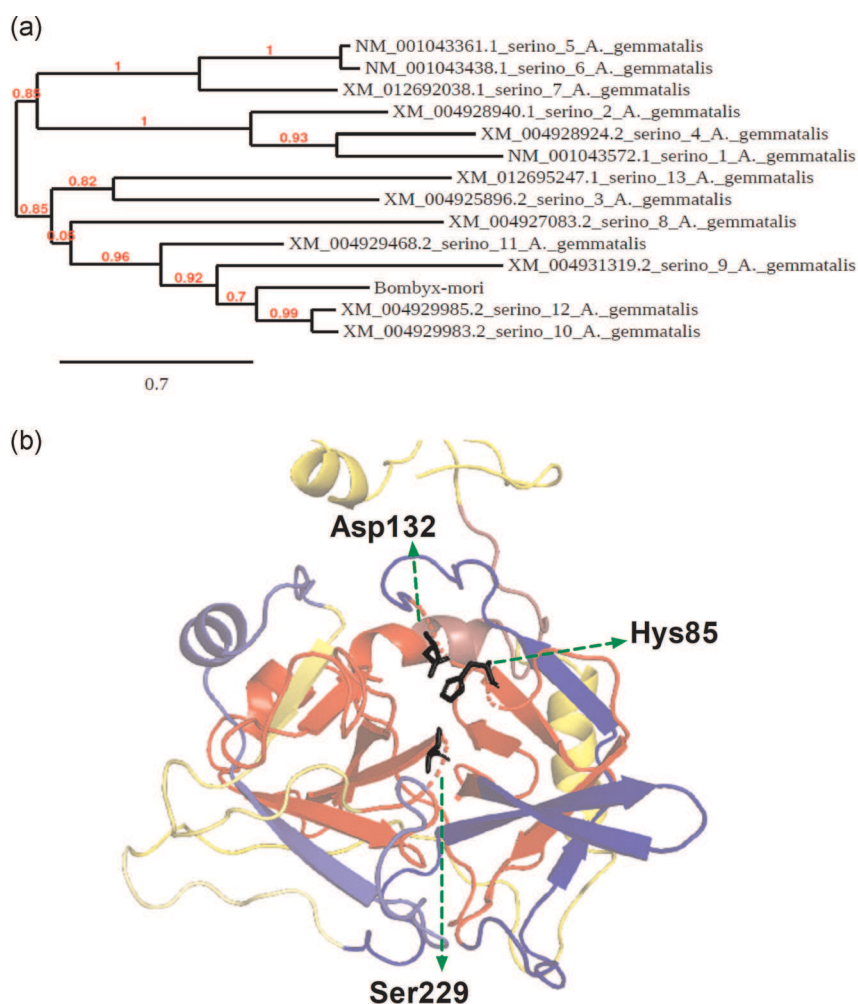 (a)
1
NM_001043361.1_serino_5_A._gemmatalis
1
NM_001043438.1_serino_6_A._gemmatalis
XM_012692038.1_serino_7_A._gemmatalis
0.85
XM_004928940.1_serino_2_A._gemmatalis
1
0.93
XM_004928924.2_serino_4_A._gemmatalis
NM_001043572.1_serino_1_A._gemmatalis
0.82
XM_012695247.1_serino_13_A._gemmatalis
XM_004925896.2_serino_3_A._gemmatalis
0.85
XM_004927083.2_serino_8_A._gemmatalis
XM_004929468.2_serino_11_A._gemmatalis
0.96
XM_004931319.2_serino_9_A._gemmatalis
0.92
Bombyx-mori
0.7
XM_004929985.2_serino_12_A._gemmatalis
0.99
XM_004929983.2_serino_10_A._gemmatalis
0.7
(b)
Asp132
Hys85
Ser229